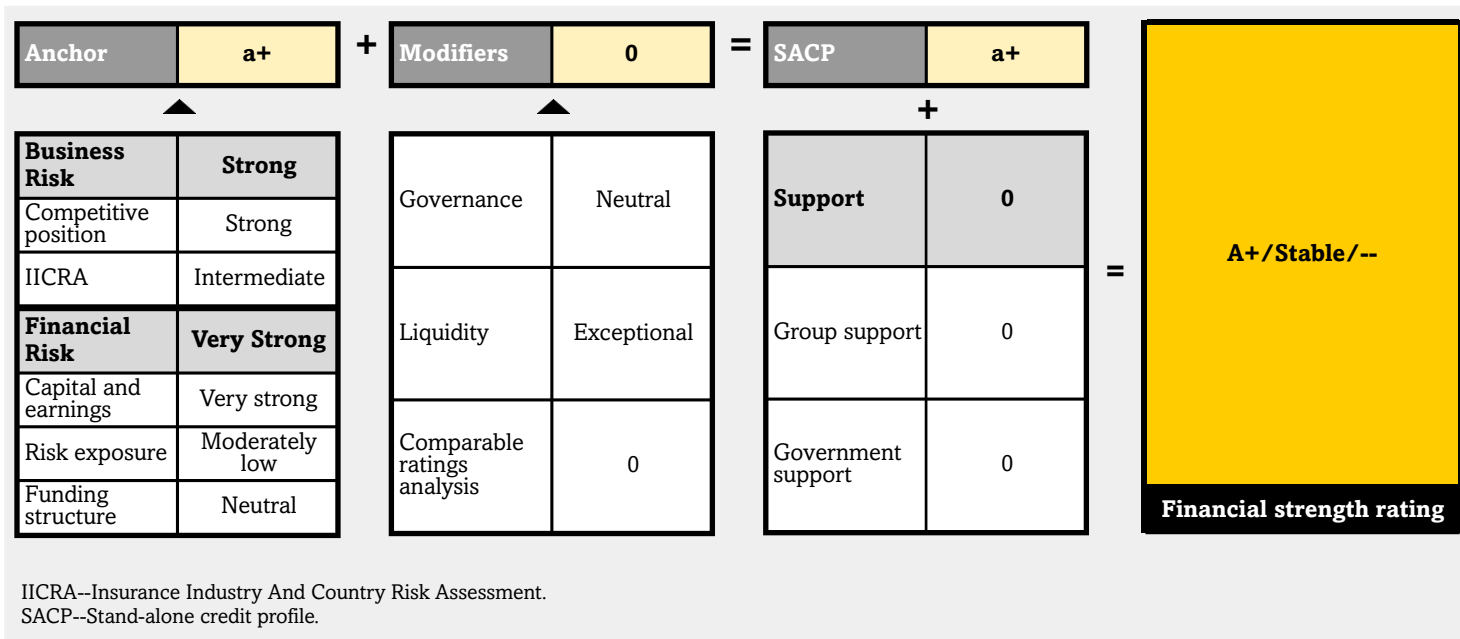 Anchor a+ + Modifiers 0 = SACP a+
+
Business
Risk
Strong
Competitive
position
Strong
IICRA
Intermediate
Financial
Risk
Very Strong
Capital and
earnings
Very strong
Risk exposure
Moderately
low
Funding
structure
Neutral
Governance
Neutral
Liquidity
Exceptional
Comparable
ratings
analysis
0
Support
0
Group support
0
Government
support
0
=
A+/Stable/--
Financial strength rating
IICRA--Insurance Industry And Country Risk Assessment.
SACP--Stand-alone credit profile.